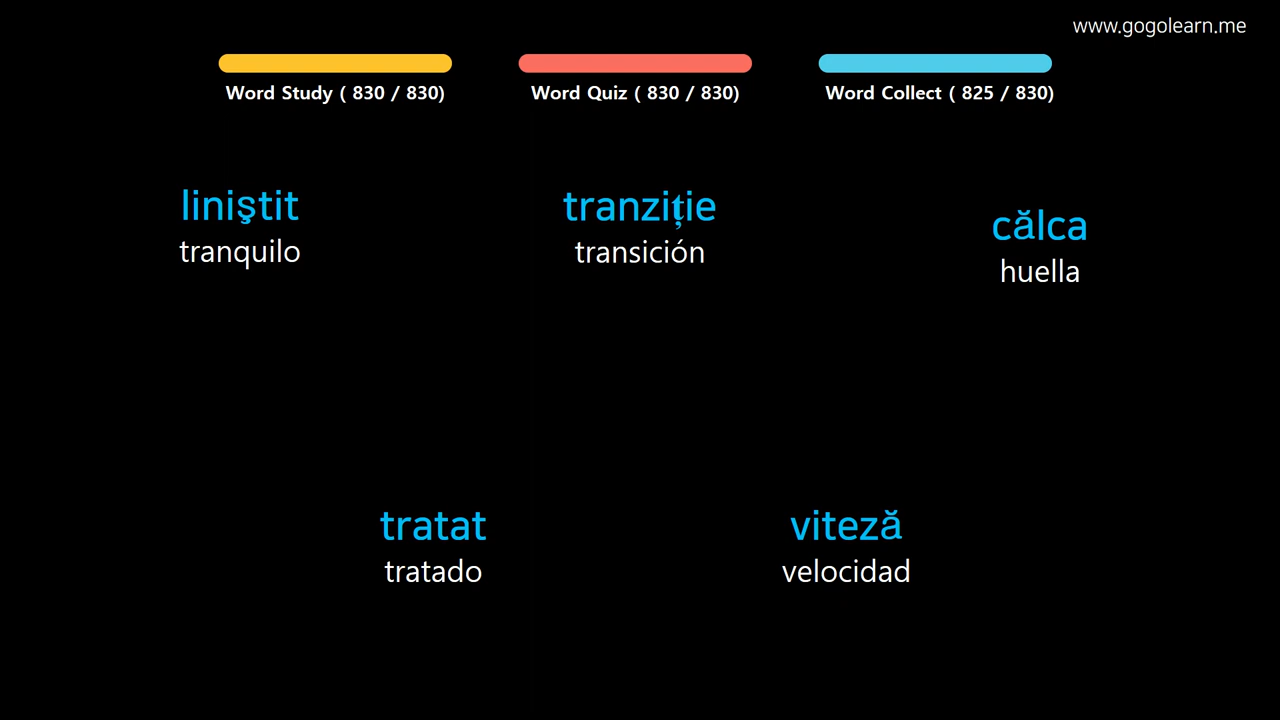 www.gogolearn.me
Word Study ( 830 / 830)
Word Quiz ( 830 / 830)
Word Collect ( 825 / 830)
liniştit
tranquilo
tranziție
transición
călca
huella
tratat
tratado
viteză
velocidad